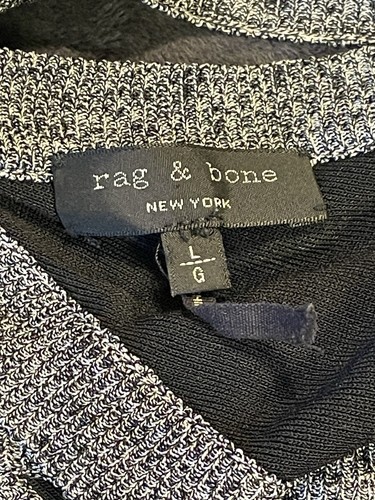 rag & bone
NEW YORK
L
G